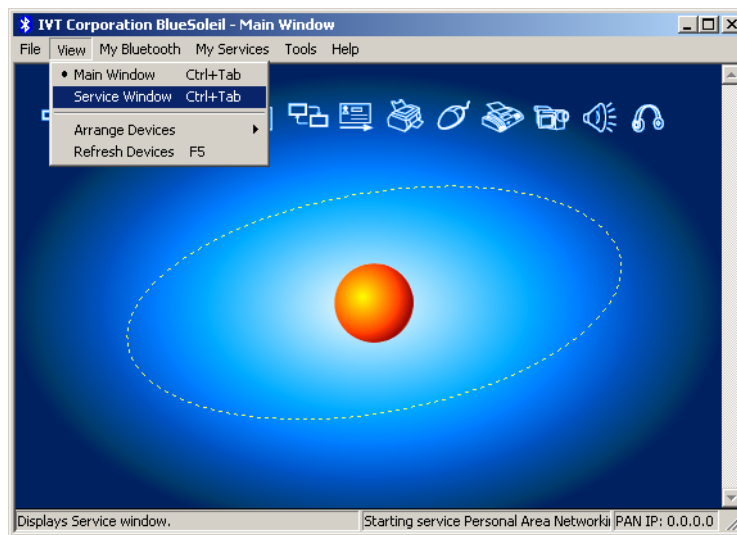 IVT Corporation BlueSoleil - Main Window
File View My Bluetooth My Services Tools Help
Main Window Ctrl+Tab
Service Window Ctrl+Tab
Arrange Devices
Refresh Devices F5
Displays Service window.
Starting service Personal Area Networki
PAN IP: 0.0.0.0